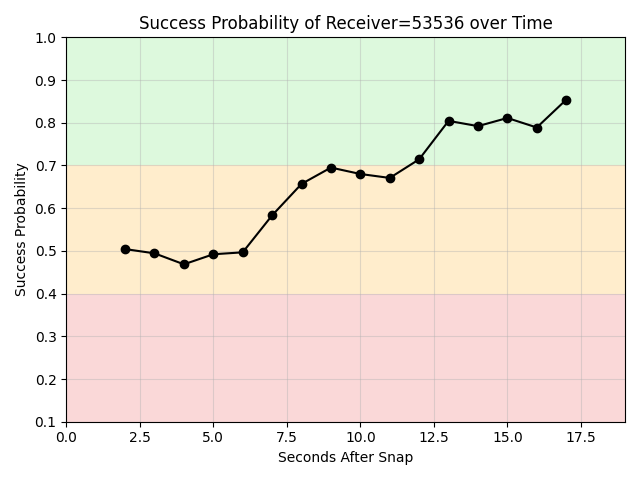 Success Probability of Receiver=53536 over Time
1.0
0.9
0.8
0.7
0.6
0.5
0.4
0.3
0.2
0.1
Success Probability
0.0 2.5 5.0 7.5 10.0 12.5 15.0 17.5
Seconds After Snap